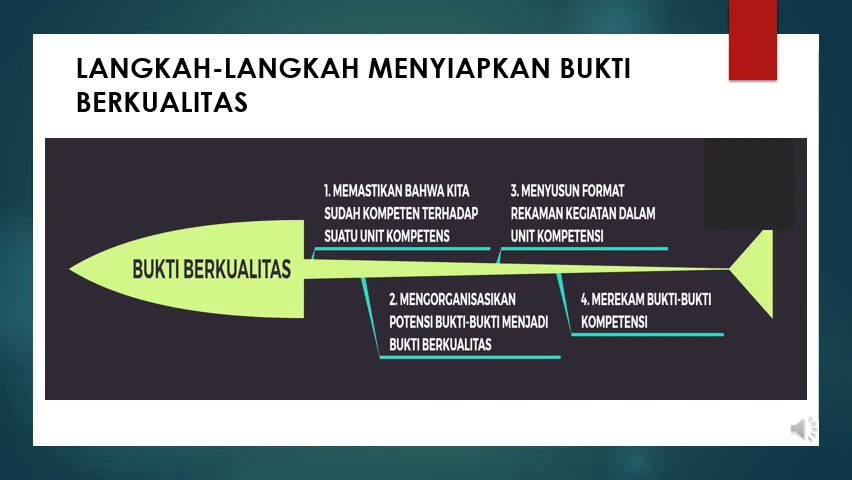 LANGKAH-LANGKAH MENYIAPKAN BUKTI
BERKUALITAS
BUKTI BERKUALITAS
1. MEMASTIKAN BAHWA KITA
SUDAH KOMPETEN TERHADAP
SUATU UNIT KOMPETENS
2. MENGORGANISASIKAN
POTENSI BUKTI-BUKTI MENJADI
BUKTI BERKUALITAS
3. MENYUSUN FORMAT
REKAMAN KEGIATAN DALAM
UNIT KOMPETENSI
4. MEREKAM BUKTI-BUKTI
KOMPETENSI